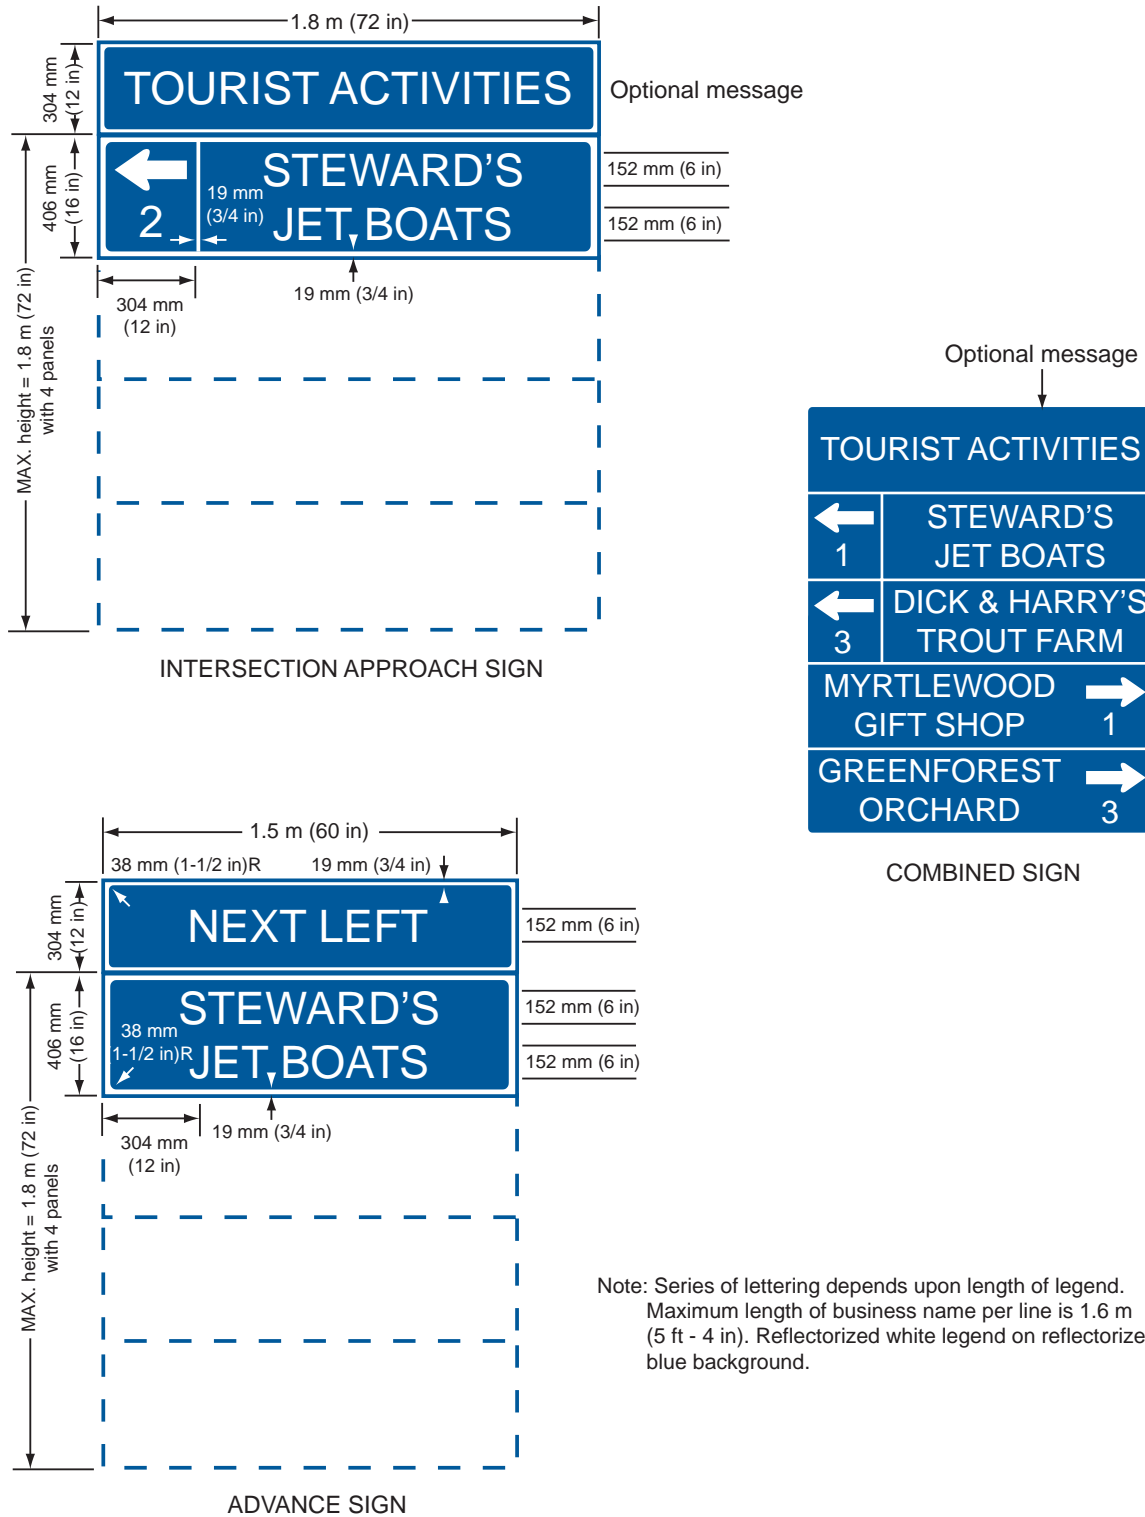 1.8 m (72 in)
304 mm
(12 in)
TOURIST ACTIVITIES
Optional message
406 mm
(16 in)
2
19 mm
(3/4 in)
STEWARD'S
JET BOATS
152 mm (6 in)
152 mm (6 in)
304 mm
(12 in)
19 mm (3/4 in)
MAX. height = 1.8 m (72 in)
with 4 panels
INTERSECTION APPROACH SIGN
Optional message
TOURIST ACTIVITIES
1
STEWARD'S
JET BOATS
3
DICK & HARRY'S
TROUT FARM
MYRTLEWOOD
GIFT SHOP
1
GREENFOREST
ORCHARD
3
COMBINED SIGN
1.5 m (60 in)
38 mm (1-1/2 in)R
19 mm (3/4 in)
304 mm
(12 in)
NEXT LEFT
152 mm (6 in)
406 mm
(16 in)
STEWARD'S
JET BOATS
38 mm
1-1/2 in)R
152 mm (6 in)
152 mm (6 in)
304 mm
(12 in)
19 mm (3/4 in)
MAX. height = 1.8 m (72 in)
with 4 panels
Note: Series of lettering depends upon length of legend.
Maximum length of business name per line is 1.6 m
(5 ft - 4 in). Reflectorized white legend on reflectorize
blue background.
ADVANCE SIGN